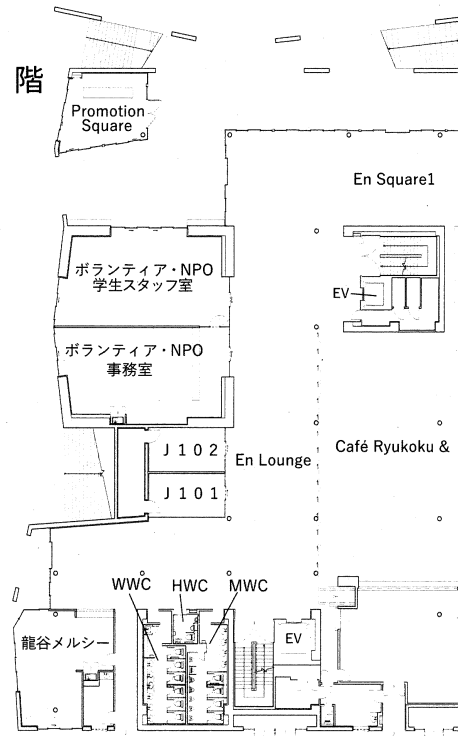 階
Promotion
Square
En Square1
ボランティア・NPO
学生スタッフ室
EV
ボランティア・NPO
事務室
J102
En Lounge
Café Ryukoku &
J101
WWC
HWC
MWC
龍谷メルシー
EV